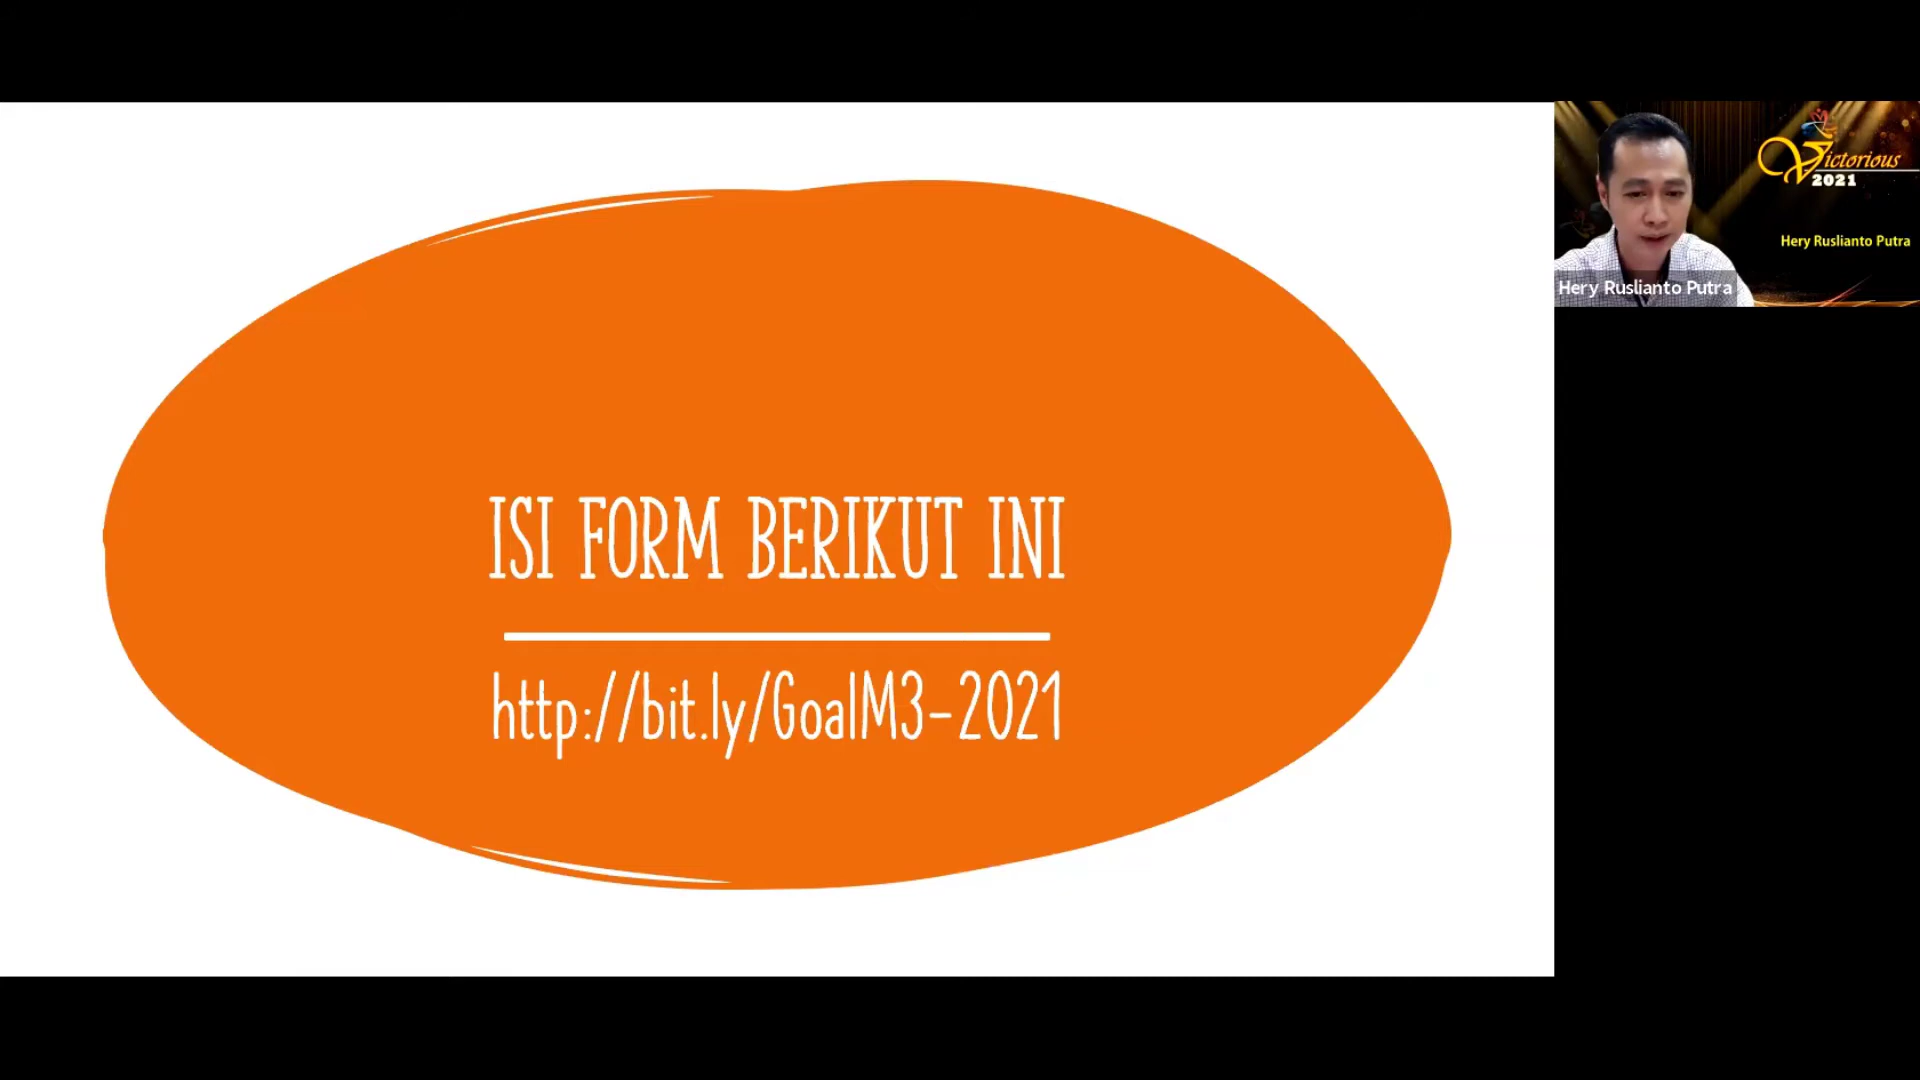 ISI FORM BERIKUT INI
http://bit.ly/GoalM3-2021
Victorious
2021
Hery Ruslianto Putra
Hery Ruslianto Putra